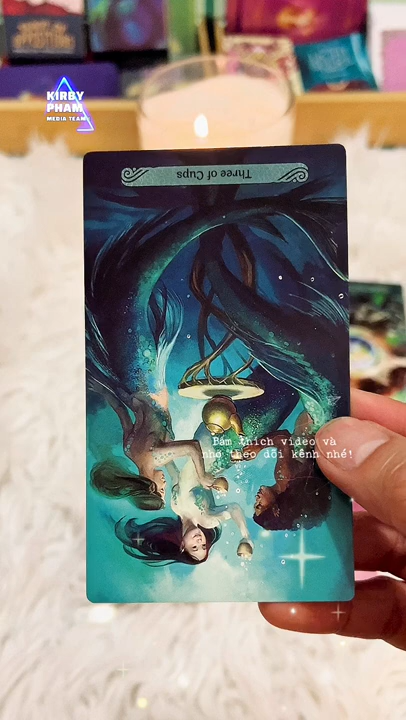 KIRBY
PHAM
MEDIA TEAM
Three of Cups
Bấm thích video và
nhớ theo dõi kênh nhé!